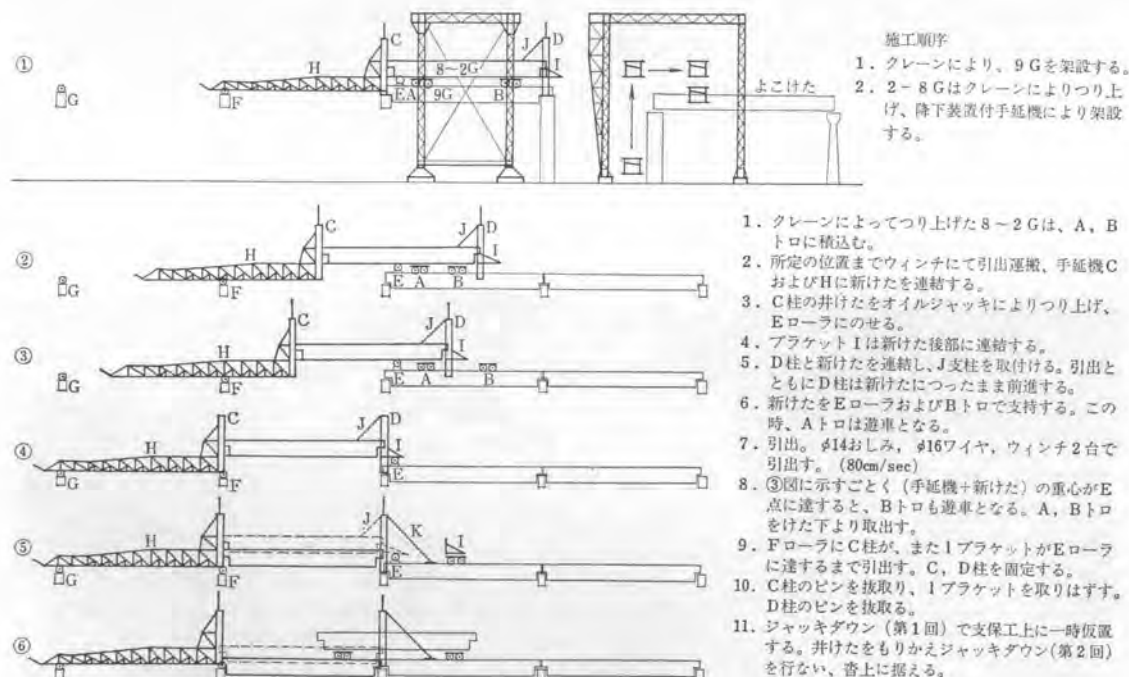 施工順序
1. クレーンにより、9Gを架設する。
2. 2-8Gはクレーンによりつり上
げ、降下装置付手延機により架設
する。
①
G
H
F
C
8〜2G
E
A
9G
B
J
D
I
よこけた
②
G
H
F
C
E
A
B
J
D
I
③
G
H
F
C
E
A
B
J
D
I
④
G
H
F
C
J
D
I
E
⑤
G
H
F
J
K
I
E
⑥
1. クレーンによってつり上げた8〜2Gは、A，B
トロに積込む。
2. 所定の位置までウィンチにて引出運搬、手延機C
およびHに新けたを連結する。
3. C柱の井けたをオイルジャッキによりつり上げ、
Eローラにのせる。
4. ブラケットIは新けた後部に連結する。
5. D柱と新けたを連結し、J支柱を取付ける。引出と
ともにD柱は新けたにつったまま前進する。
6. 新けたをEローラおよびBトロで支持する。この
時、Aトロは遊車となる。
7. 引出。φ14おしみ，φ16ワイヤ、ウィンチ2台で
引出す。(80cm/sec)
8. ③図に示すごとく(手延機+新けた)の重心がE
点に達すると、Bトロも遊車となる。A，Bトロ
をけた下より取出す。
9. FローラにC柱が、またIブラケットがEローラ
に達するまで引出す。C，D柱を固定する。
10. C柱のピンを抜取り、Iブラケットを取りはずす。
D柱のピンを抜取る。
11. ジャッキダウン(第1回)で支保工上に一時仮置
する。井けたをもりかえジャッキダウン(第2回)
を行ない、沓上に据える。